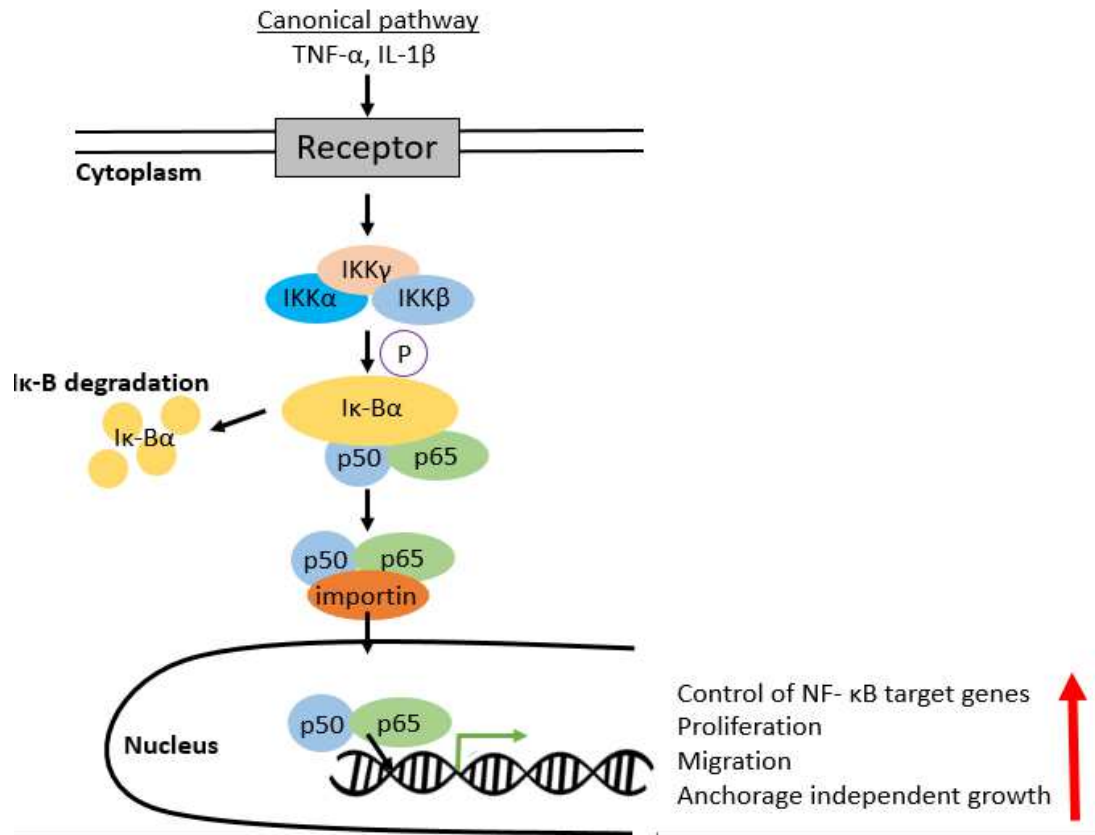 Canonical pathway
TNF-α, IL-1β
Receptor
Cytoplasm
IKKγ
IKKα
IKKβ
P
Iκ-B degradation
Iκ-Bα
Iκ-Bα
p50
p65
p50
p65
importin
p50
p65
Nucleus
Control of NF- κB target genes
Proliferation
Migration
Anchorage independent growth